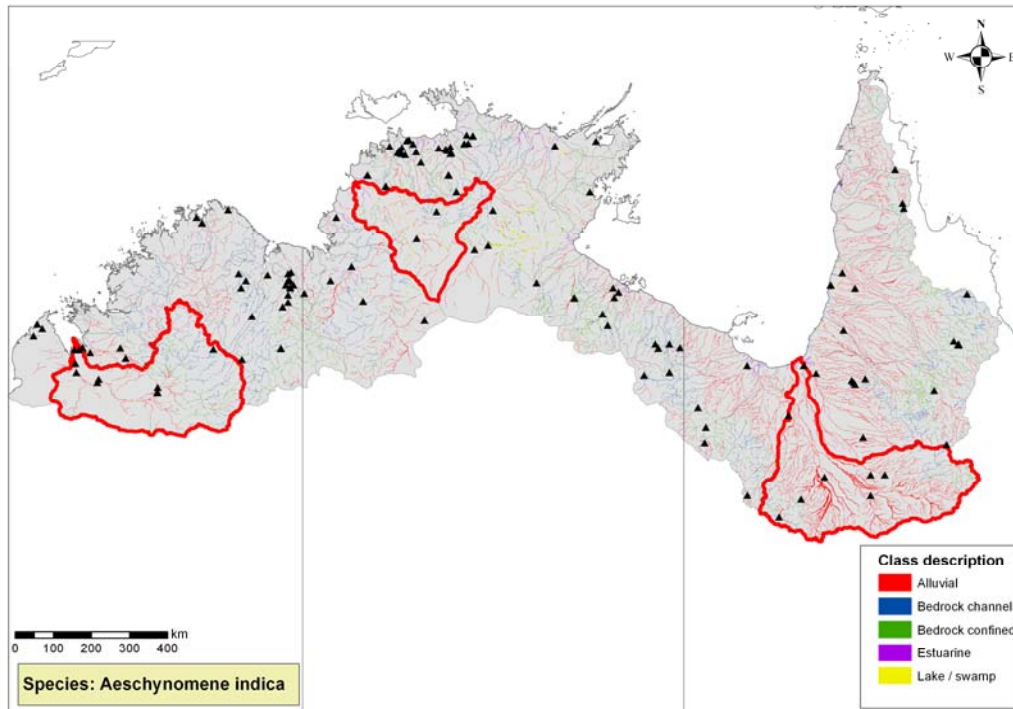 N
W E
S
km
0 100 200 300 400
Species: Aeschynomene indica
Class description
Alluvial
Bedrock channel
Bedrock confined
Estuarine
Lake / swamp